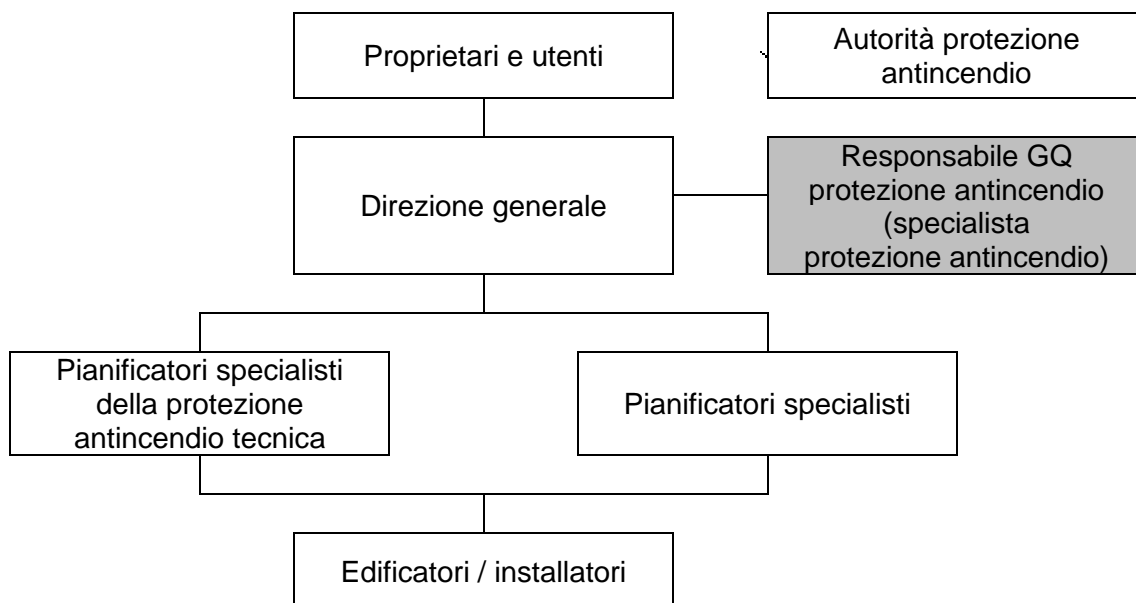 Proprietari e utenti
Autorità protezione
antincendio
Direzione generale
Responsabile GQ
protezione antincendio
(specialista
protezione antincendio)
Pianificatori specialisti
della protezione
antincendio tecnica
Pianificatori specialisti
Edificatori / installatori